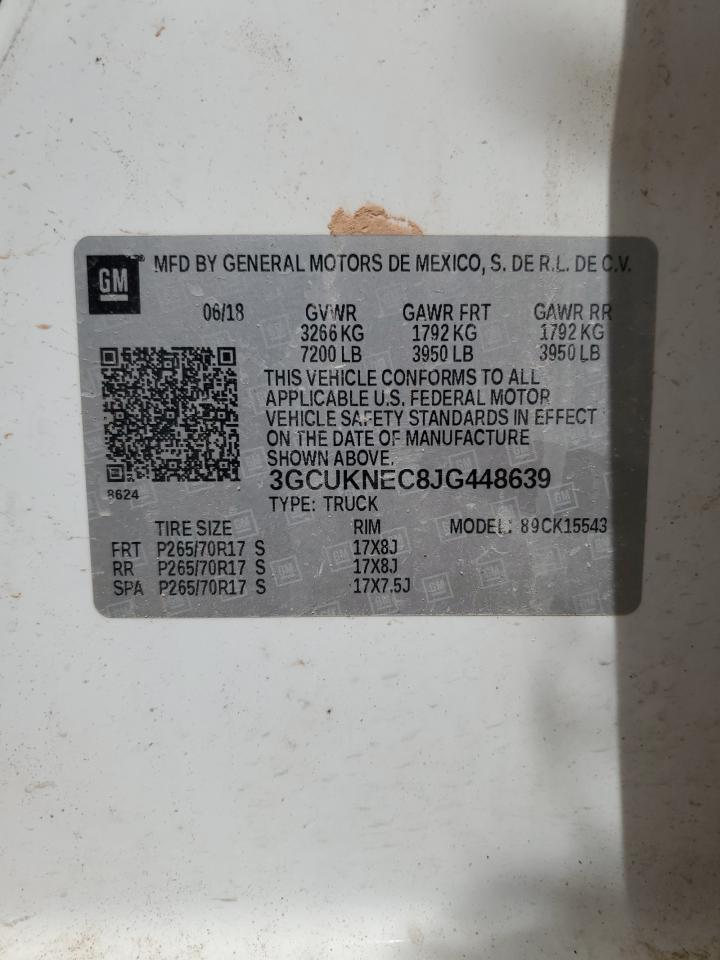 GM
MFD BY GENERAL MOTORS DE MEXICO, S. DE R.L. DE C.V.
06/18 GVWR GAWR FRT GAWR RR
3266 KG 1792 KG 1792 KG
7200 LB 3950 LB 3950 LB
THIS VEHICLE CONFORMS TO ALL
APPLICABLE U.S. FEDERAL MOTOR
VEHICLE SAFETY STANDARDS IN EFFECT
ON THE DATE OF MANUFACTURE
SHOWN ABOVE.
3GCUKNEC8JG448639
8624
TYPE: TRUCK
TIRE SIZE RIM MODEL: 89CK15543
FRT P265/70R17 S 17X8J
RR P265/70R17 S 17X8J
SPA P265/70R17 S 17X7.5J